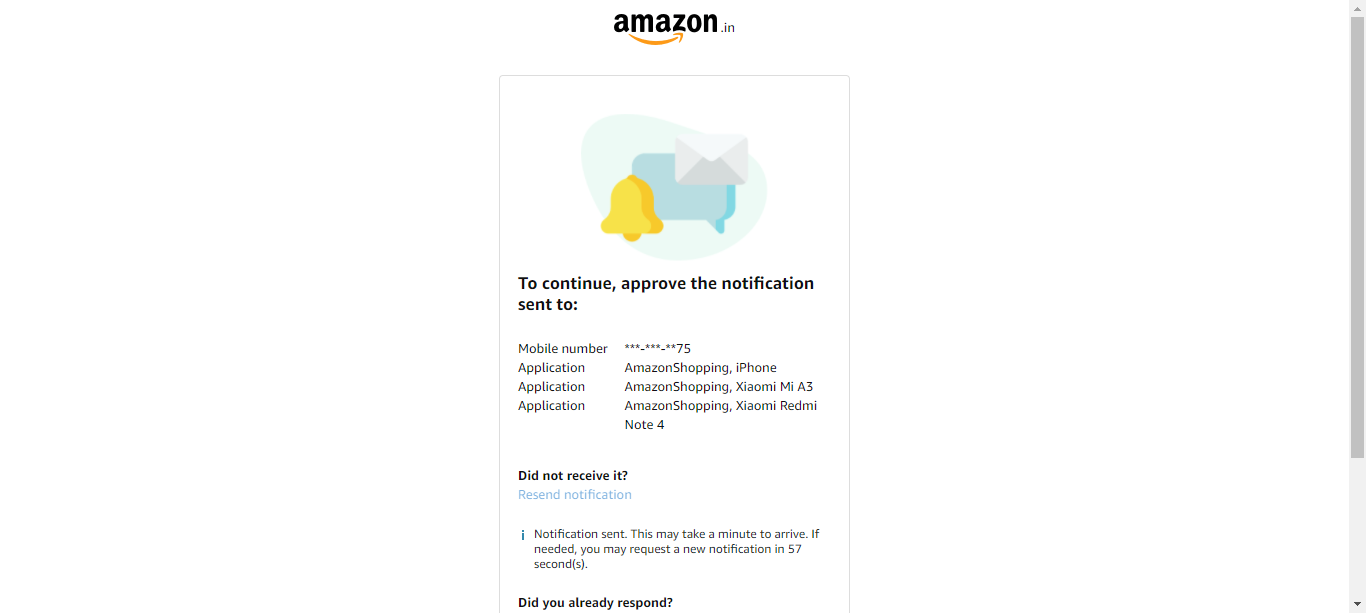 amazon.in
To continue, approve the notification
sent to:
Mobile number ***-***-**75
Application AmazonShopping, iPhone
Application AmazonShopping, Xiaomi Mi A3
Application AmazonShopping, Xiaomi Redmi
Note 4
Did not receive it?
Resend notification
i Notification sent. This may take a minute to arrive. If
needed, you may request a new notification in 57
second(s).
Did you already respond?